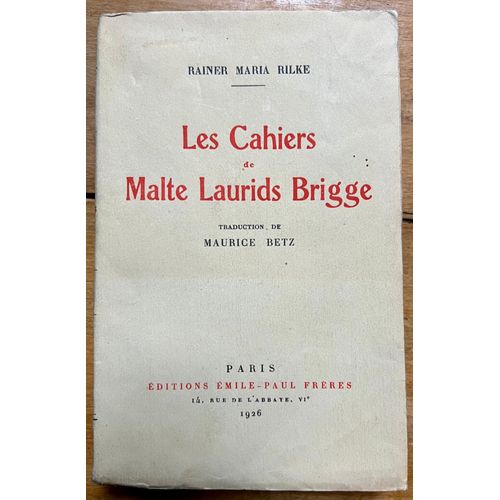 RAINER MARIA RILKE
Les Cahiers
de
Malte Laurids Brigge
TRADUCTION DE
MAURICE BETZ
PARIS
ÉDITIONS ÉMILE-PAUL FRÈRES
14, RUE DE L'ABBAYE, VIᵉ
1926